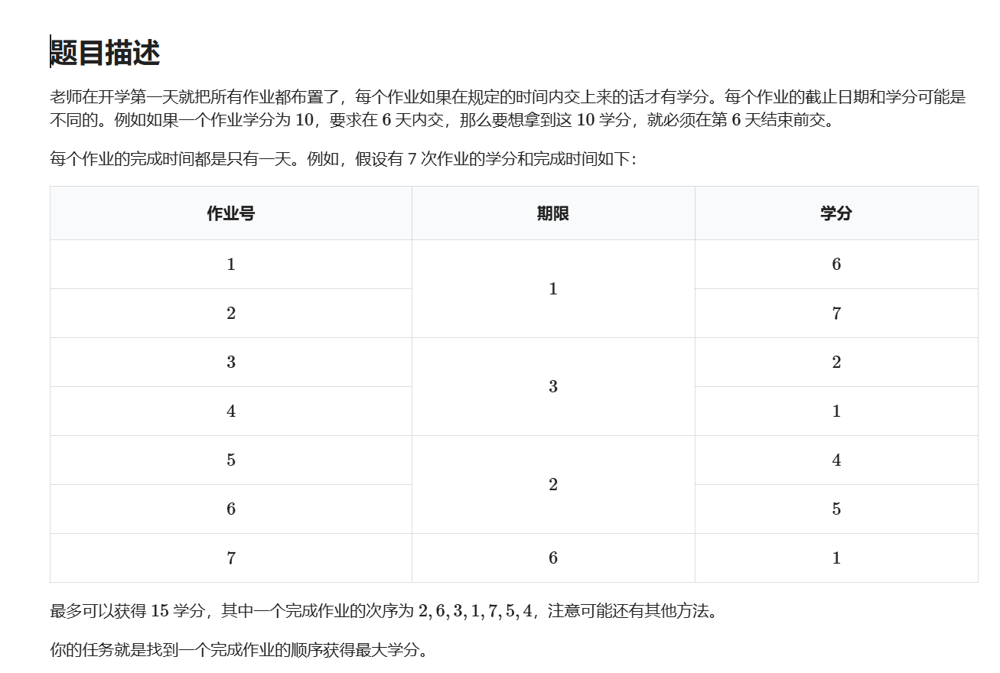 题目描述
老师在开学第一天就把所有作业都布置了，每个作业如果在规定的时间内交上来的话才有学分。每个作业的截止日期和学分可能是
不同的。例如如果一个作业学分为 10，要求在 6 天内交，那么要想拿到这 10 学分，就必须在第 6 天结束前交。
每个作业的完成时间都是只有一天。例如，假设有 7 次作业的学分和完成时间如下：
作业号 期限 学分
1 1 6
2 7
3 3 2
4 1
5 2 4
6 5
7 6 1
最多可以获得 15 学分，其中一个完成作业的次序为 2, 6, 3, 1, 7, 5, 4，注意可能还有其他方法。
你的任务就是找到一个完成作业的顺序获得最大学分。